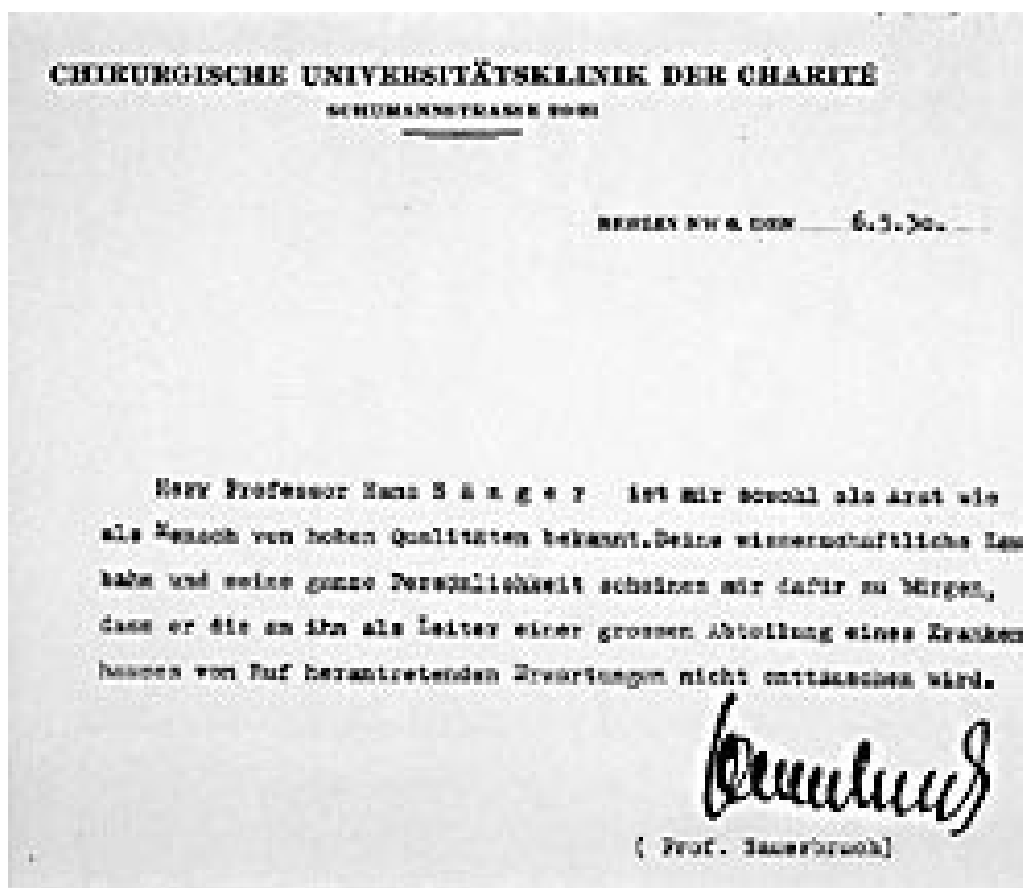 CHIRURGISCHE UNIVERSITÄTSKLINIK DER CHARITÉ
SCHUMANNSTRASSE
BERLIN NW 6, DEN 6.5.30.
Herr Professor Hans S ä n g e r ist mir sowohl als Arzt wie
als Mensch von hohen Qualitäten bekannt. Seine wissenschaftliche Lau
bahn und seine ganze Persönlichkeit scheinen mir dafür zu bürgen,
dass er die an ihn als Leiter einer grossen Abteilung eines Kranken
hauses von Ruf herantretenden Erwartungen nicht enttäuschen wird.
( Prof. Sauerbruch)